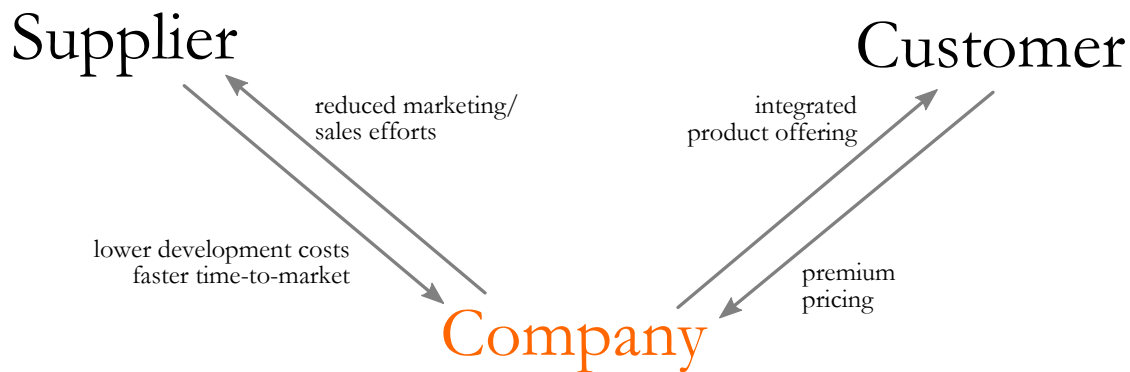 Supplier
Customer
reduced marketing/
sales efforts
integrated
product offering
lower development costs
faster time-to-market
premium
pricing
Company